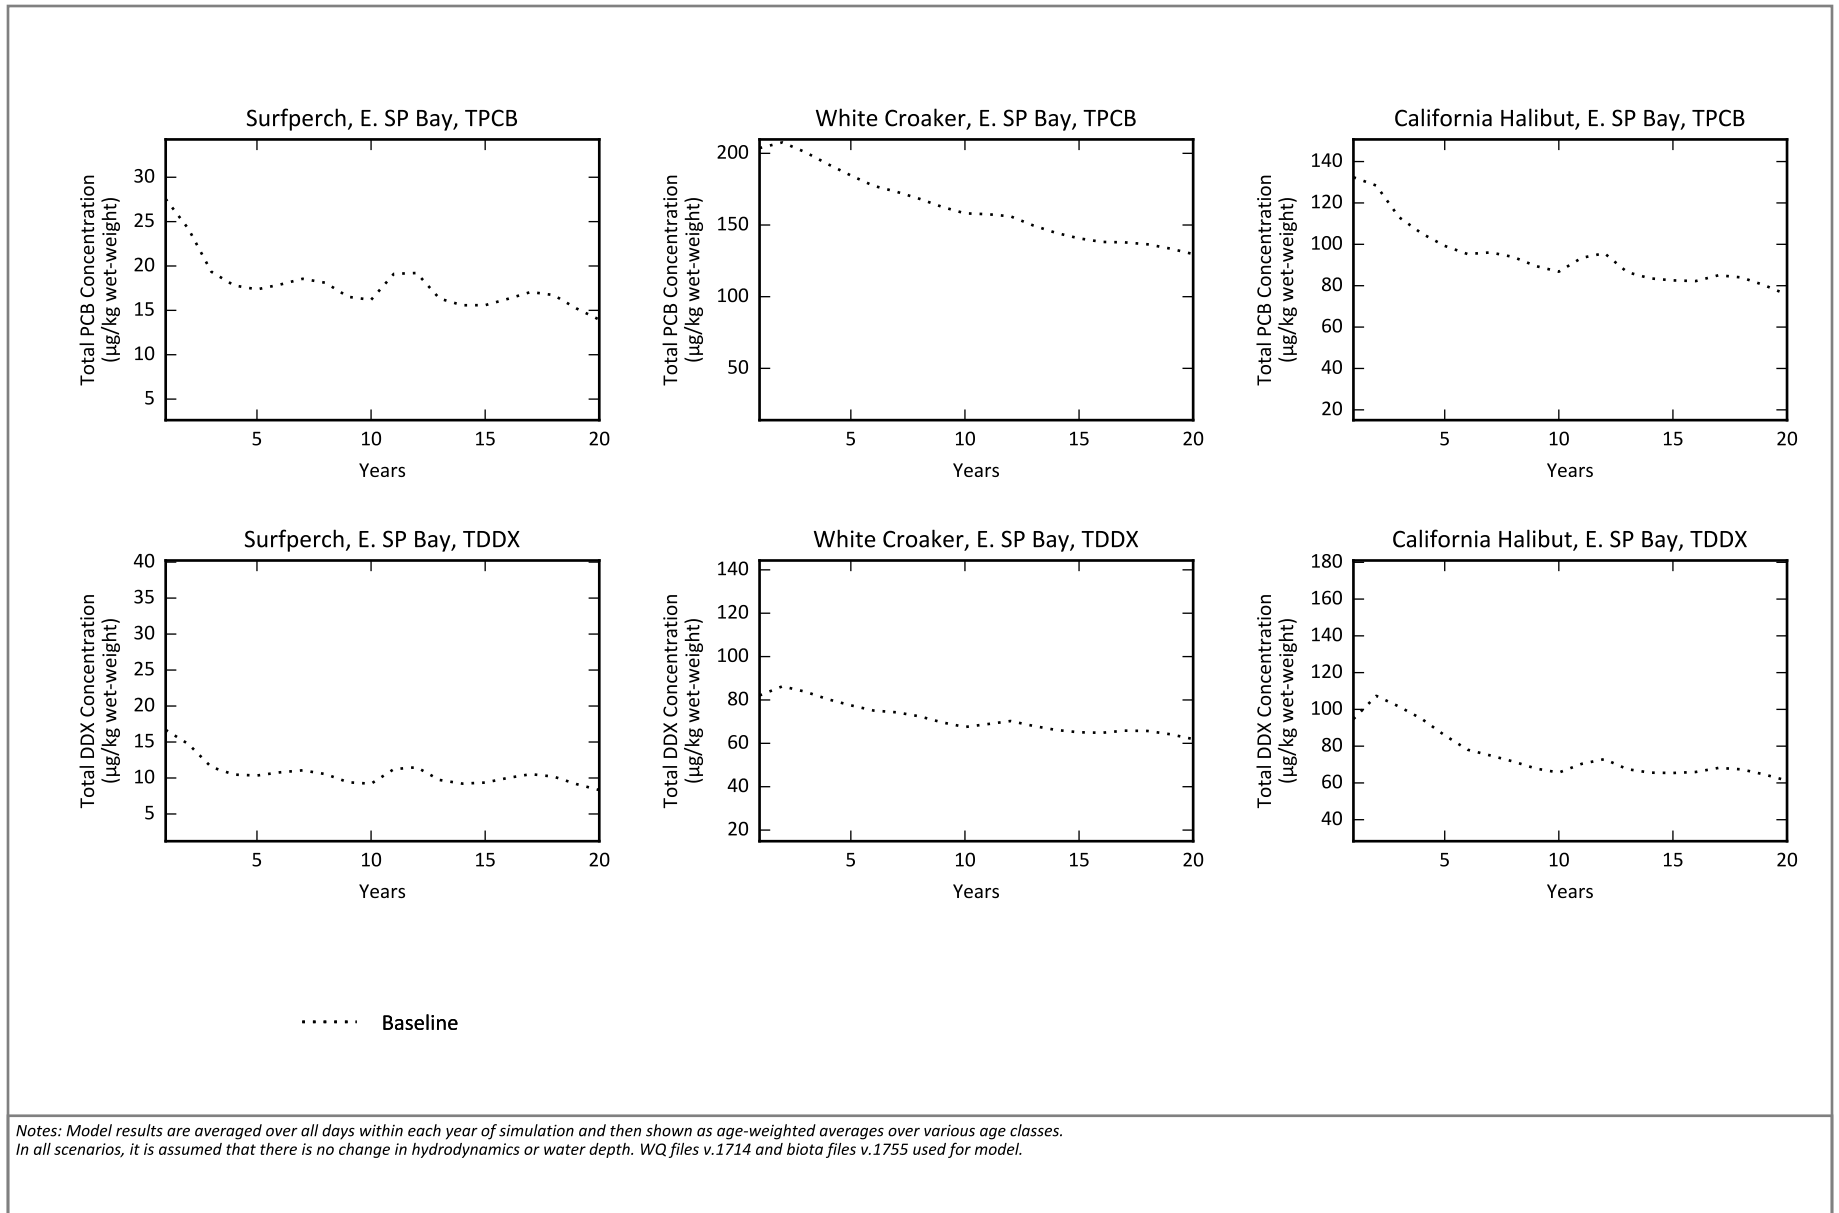 Surfperch, E. SP Bay, TPCB
Total PCB Concentration
(µg/kg wet-weight)
30
25
20
15
10
5
5 10 15 20
Years
White Croaker, E. SP Bay, TPCB
Total PCB Concentration
(µg/kg wet-weight)
200
150
100
50
5 10 15 20
Years
California Halibut, E. SP Bay, TPCB
Total PCB Concentration
(µg/kg wet-weight)
140
120
100
80
60
40
20
5 10 15 20
Years
Surfperch, E. SP Bay, TDDX
Total DDX Concentration
(µg/kg wet-weight)
40
35
30
25
20
15
10
5
5 10 15 20
Years
White Croaker, E. SP Bay, TDDX
Total DDX Concentration
(µg/kg wet-weight)
140
120
100
80
60
40
20
5 10 15 20
Years
California Halibut, E. SP Bay, TDDX
Total DDX Concentration
(µg/kg wet-weight)
180
160
140
120
100
80
60
40
5 10 15 20
Years
Baseline
Notes: Model results are averaged over all days within each year of simulation and then shown as age-weighted averages over various age classes.
In all scenarios, it is assumed that there is no change in hydrodynamics or water depth. WQ files v.1714 and biota files v.1755 used for model.